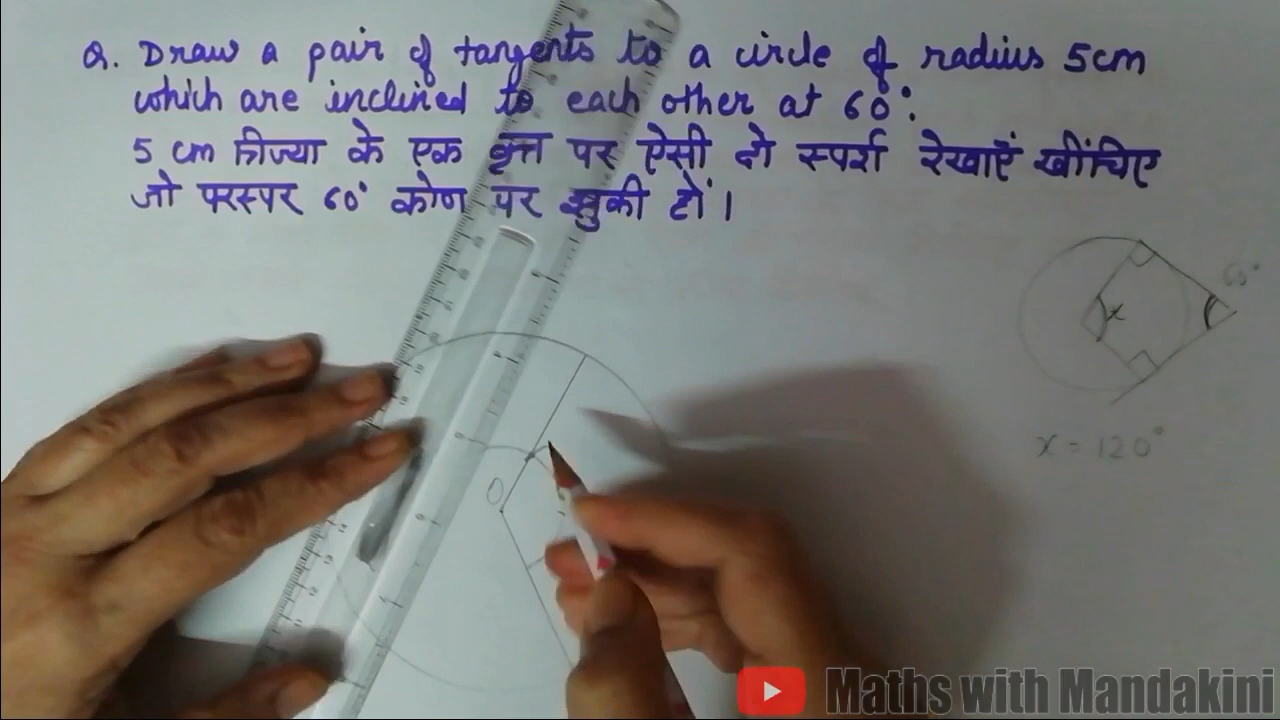 Q. Draw a pair of tangents to a circle of radius 5cm
which are inclined to each other at 60°.
5 cm त्रिज्या के एक वृत्त पर ऐसी दो स्पर्श रेखाएं खींचिए
जो परस्पर 60° कोण पर झुकी हों।
60°
x
x = 120°
O
Maths with Mandakini